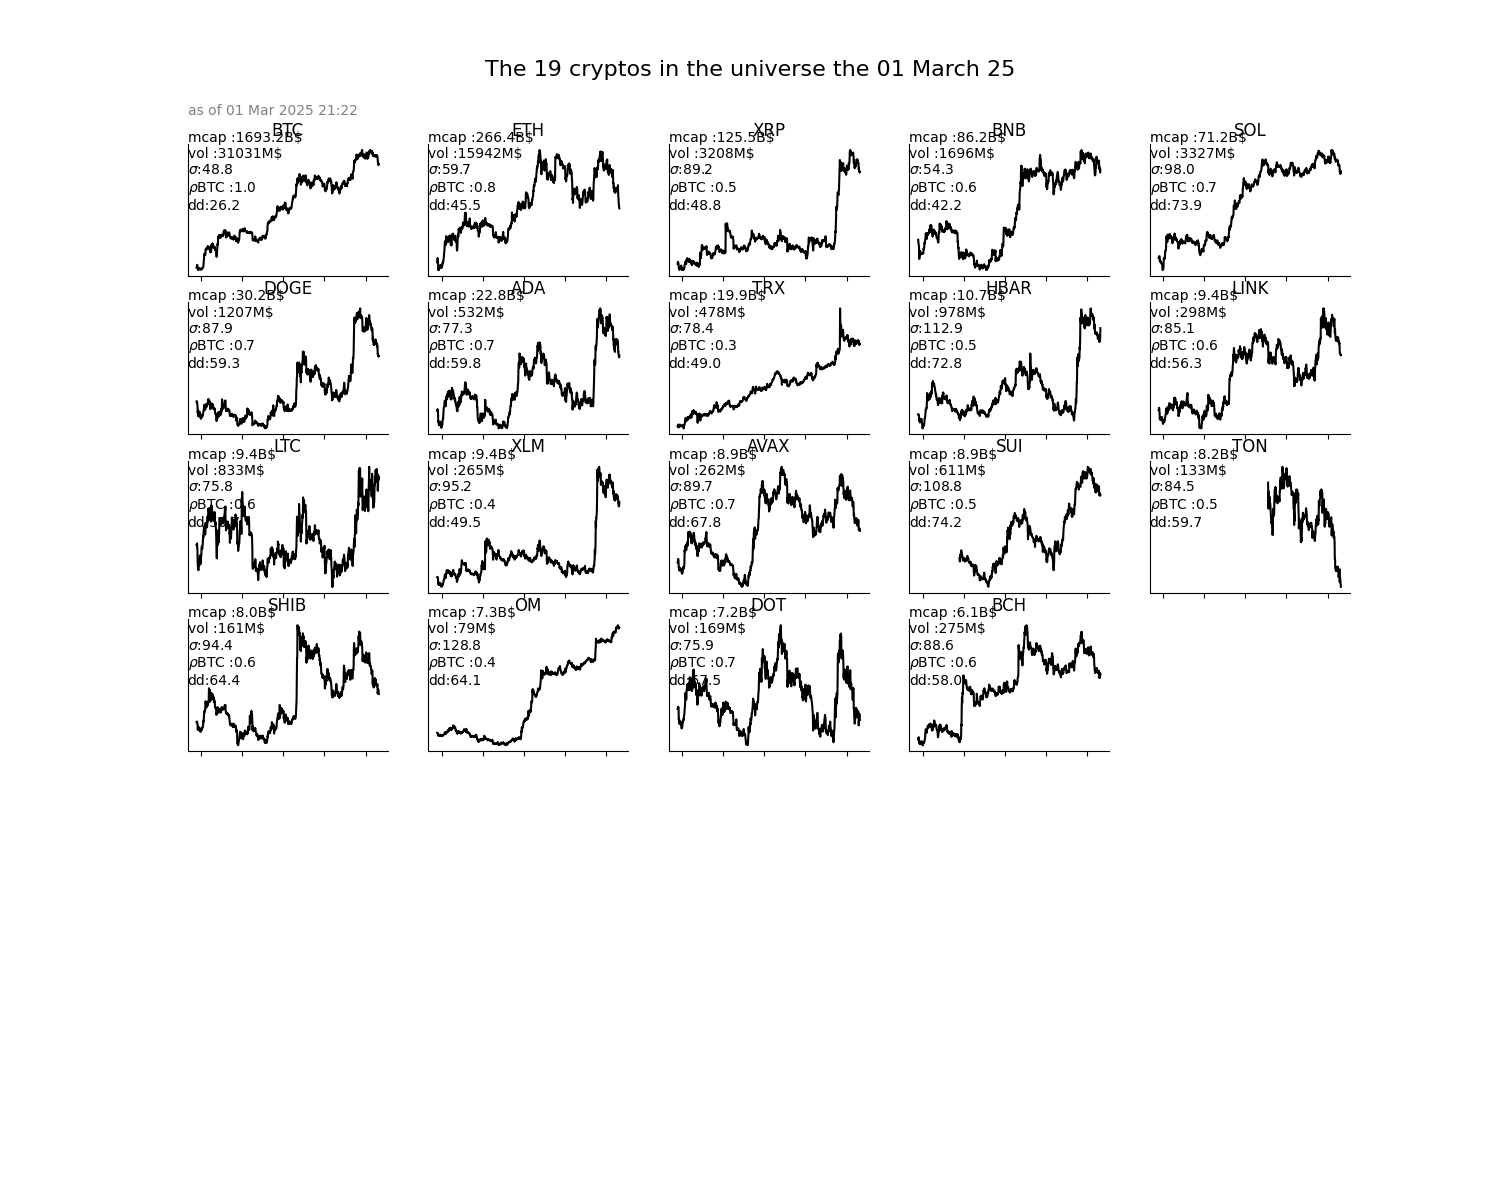 The 19 cryptos in the universe the 01 March 25
as of 01 Mar 2025 21:22
BTC
mcap :1693.2B$
vol :31031M$
σ:48.8
ρBTC :1.0
dd:26.2
ETH
mcap :266.4B$
vol :15942M$
σ:59.7
ρBTC :0.8
dd:45.5
XRP
mcap :125.5B$
vol :3208M$
σ:89.2
ρBTC :0.5
dd:48.8
BNB
mcap :86.2B$
vol :1696M$
σ:54.3
ρBTC :0.6
dd:42.2
SOL
mcap :71.2B$
vol :3327M$
σ:98.0
ρBTC :0.7
dd:73.9
DOGE
mcap :30.2B$
vol :1207M$
σ:87.9
ρBTC :0.7
dd:59.3
ADA
mcap :22.8B$
vol :532M$
σ:77.3
ρBTC :0.7
dd:59.8
TRX
mcap :19.9B$
vol :478M$
σ:78.4
ρBTC :0.3
dd:49.0
HBAR
mcap :10.7B$
vol :978M$
σ:112.9
ρBTC :0.5
dd:72.8
LINK
mcap :9.4B$
vol :298M$
σ:85.1
ρBTC :0.6
dd:56.3
LTC
mcap :9.4B$
vol :833M$
σ:75.8
ρBTC :0.6
XLM
mcap :9.4B$
vol :265M$
σ:95.2
ρBTC :0.4
dd:49.5
AVAX
mcap :8.9B$
vol :262M$
σ:89.7
ρBTC :0.7
dd:67.8
SUI
mcap :8.9B$
vol :611M$
σ:108.8
ρBTC :0.5
dd:74.2
TON
mcap :8.2B$
vol :133M$
σ:84.5
ρBTC :0.5
dd:59.7
SHIB
mcap :8.0B$
vol :161M$
σ:94.4
ρBTC :0.6
dd:64.4
OM
mcap :7.3B$
vol :79M$
σ:128.8
ρBTC :0.4
dd:64.1
DOT
mcap :7.2B$
vol :169M$
σ:75.9
ρBTC :0.7
dd:57.5
BCH
mcap :6.1B$
vol :275M$
σ:88.6
ρBTC :0.6
dd:58.0